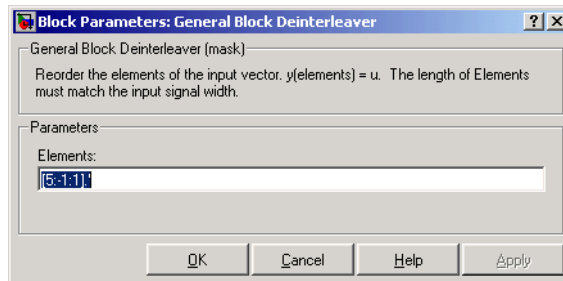 Block Parameters: General Block Deinterleaver
General Block Deinterleaver (mask)
Reorder the elements of the input vector. y(elements) = u.  The length of Elements
must match the input signal width.
Parameters
Elements:
[5:-1:1].'
OK Cancel Help Apply